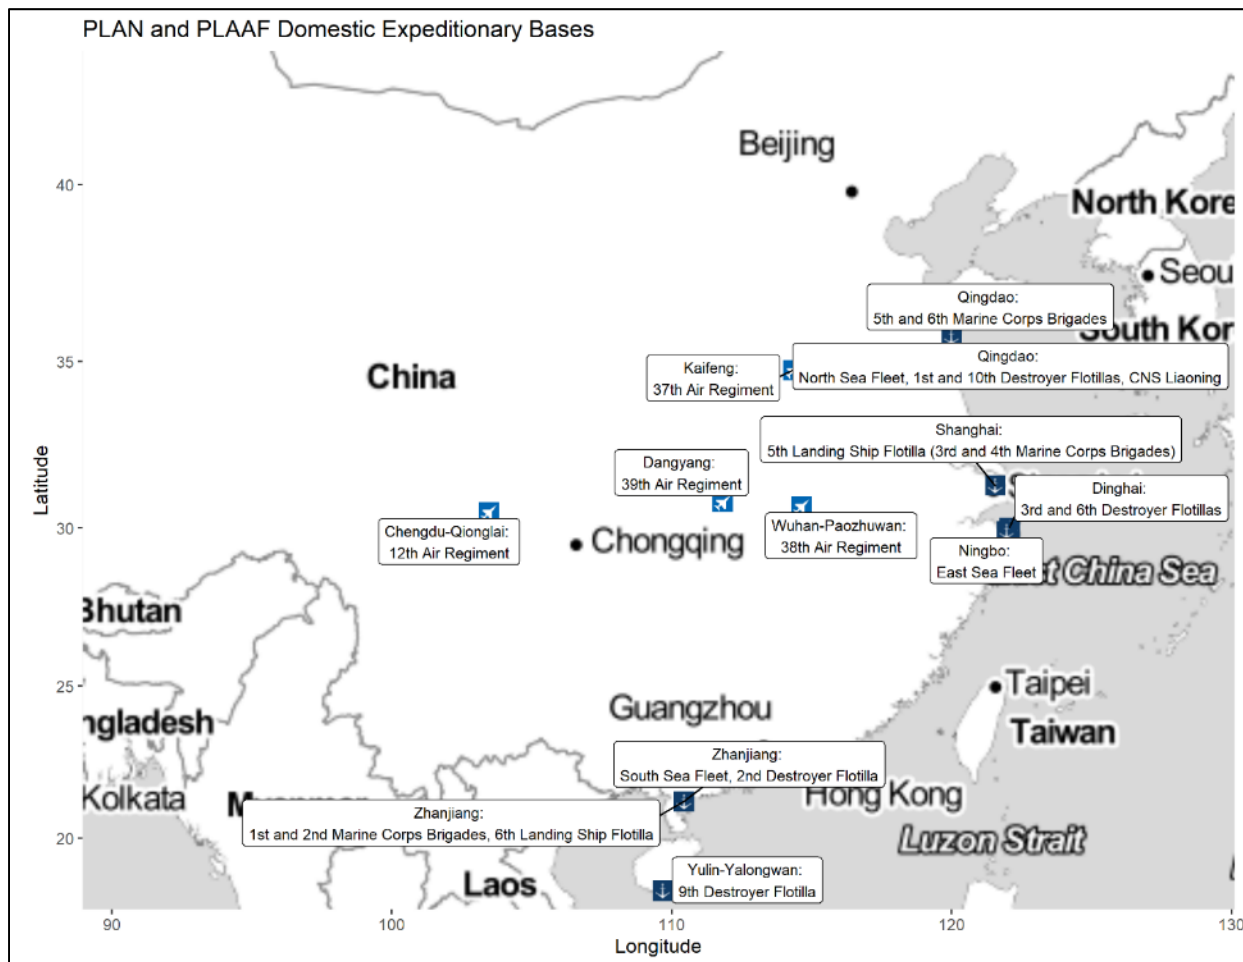 PLAN and PLAAF Domestic Expeditionary Bases
Beijing
40
North Kore
Seou
Qingdao:
5th and 6th Marine Corps Brigades
South Kor
35
China
Kaifeng:
37th Air Regiment
Qingdao:
North Sea Fleet, 1st and 10th Destroyer Flotillas, CNS Liaoning
Shanghai:
5th Landing Ship Flotilla (3rd and 4th Marine Corps Brigades)
Dangyang:
39th Air Regiment
Dinghai:
3rd and 6th Destroyer Flotillas
Latitude
30
Chengdu-Qionglai:
12th Air Regiment
Chongqing
Wuhan-Paozhuwan:
38th Air Regiment
Ningbo:
East Sea Fleet
t China Sea
Bhutan
25
Taipei
Guangzhou
ngladesh
Taiwan
Zhanjiang:
South Sea Fleet, 2nd Destroyer Flotilla
Kolkata
Hong Kong
Zhanjiang:
1st and 2nd Marine Corps Brigades, 6th Landing Ship Flotilla
20
Luzon Strait
Laos
Yulin-Yalongwan:
9th Destroyer Flotilla
90
100
110
120
130
Longitude